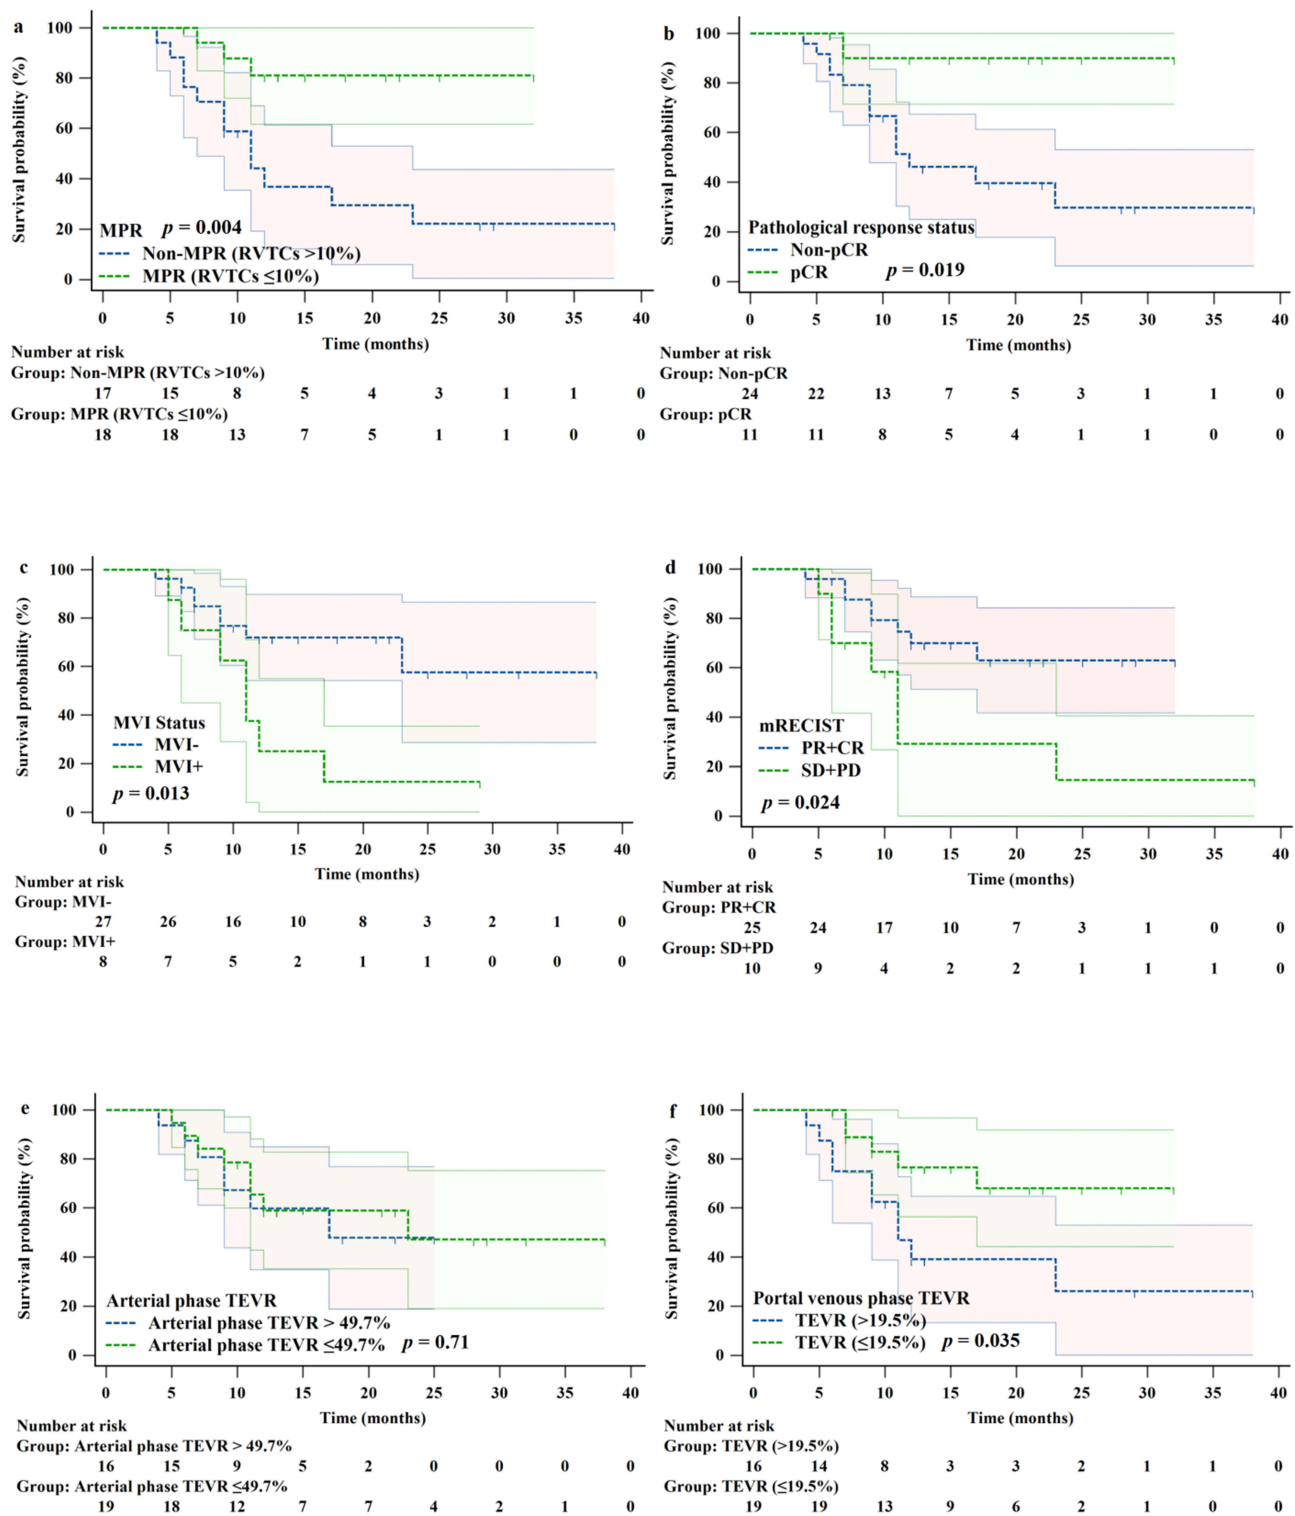 a
Survival probability (%)
100
80
60
40
20
0
MPR p = 0.004
Non-MPR (RVTCs >10%)
MPR (RVTCs ≤10%)
0 5 10 15 20 25 30 35 40
Time (months)
Number at risk
Group: Non-MPR (RVTCs >10%)
17 15 8 5 4 3 1 1 0
Group: MPR (RVTCs ≤10%)
18 18 13 7 5 1 1 0 0
b
Survival probability (%)
100
80
60
40
20
0
Pathological response status
Non-pCR
pCR p = 0.019
0 5 10 15 20 25 30 35 40
Time (months)
Number at risk
Group: Non-pCR
24 22 13 7 5 3 1 1 0
Group: pCR
11 11 8 5 4 1 1 0 0
c
Survival probability (%)
100
80
60
40
20
0
MVI Status
MVI-
MVI+
p = 0.013
0 5 10 15 20 25 30 35 40
Time (months)
Number at risk
Group: MVI-
27 26 16 10 8 3 2 1 0
Group: MVI+
8 7 5 2 1 1 0 0 0
d
Survival probability (%)
100
80
60
40
20
0
mRECIST
PR+CR
SD+PD
p = 0.024
0 5 10 15 20 25 30 35 40
Time (months)
Number at risk
Group: PR+CR
25 24 17 10 7 3 1 0 0
Group: SD+PD
10 9 4 2 2 1 1 1 0
e
Survival probability (%)
100
80
60
40
20
0
Arterial phase TEVR
Arterial phase TEVR > 49.7%
Arterial phase TEVR ≤49.7% p = 0.71
0 5 10 15 20 25 30 35 40
Time (months)
Number at risk
Group: Arterial phase TEVR > 49.7%
16 15 9 5 2 0 0 0 0
Group: Arterial phase TEVR ≤49.7%
19 18 12 7 7 4 2 1 0
f
Survival probability (%)
100
80
60
40
20
0
Portal venous phase TEVR
TEVR (>19.5%)
TEVR (≤19.5%) p = 0.035
0 5 10 15 20 25 30 35 40
Time (months)
Number at risk
Group: TEVR (>19.5%)
16 14 8 3 3 2 1 1 0
Group: TEVR (≤19.5%)
19 19 13 9 6 2 1 0 0